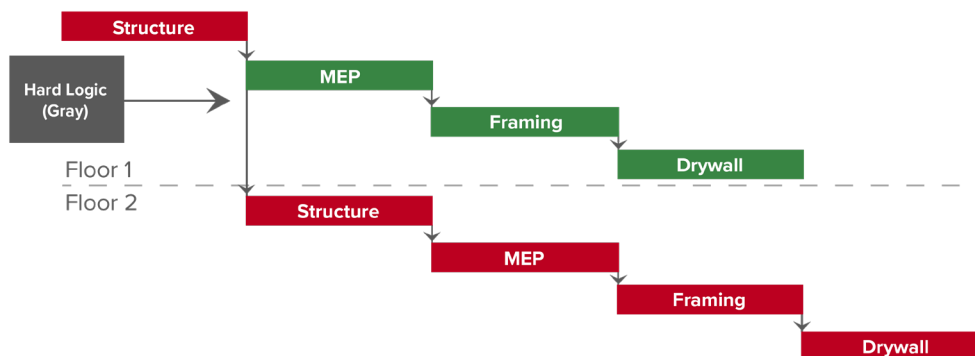 Structure
MEP
Hard Logic
(Gray)
Framing
Drywall
Floor 1
Floor 2
Structure
MEP
Framing
Drywall